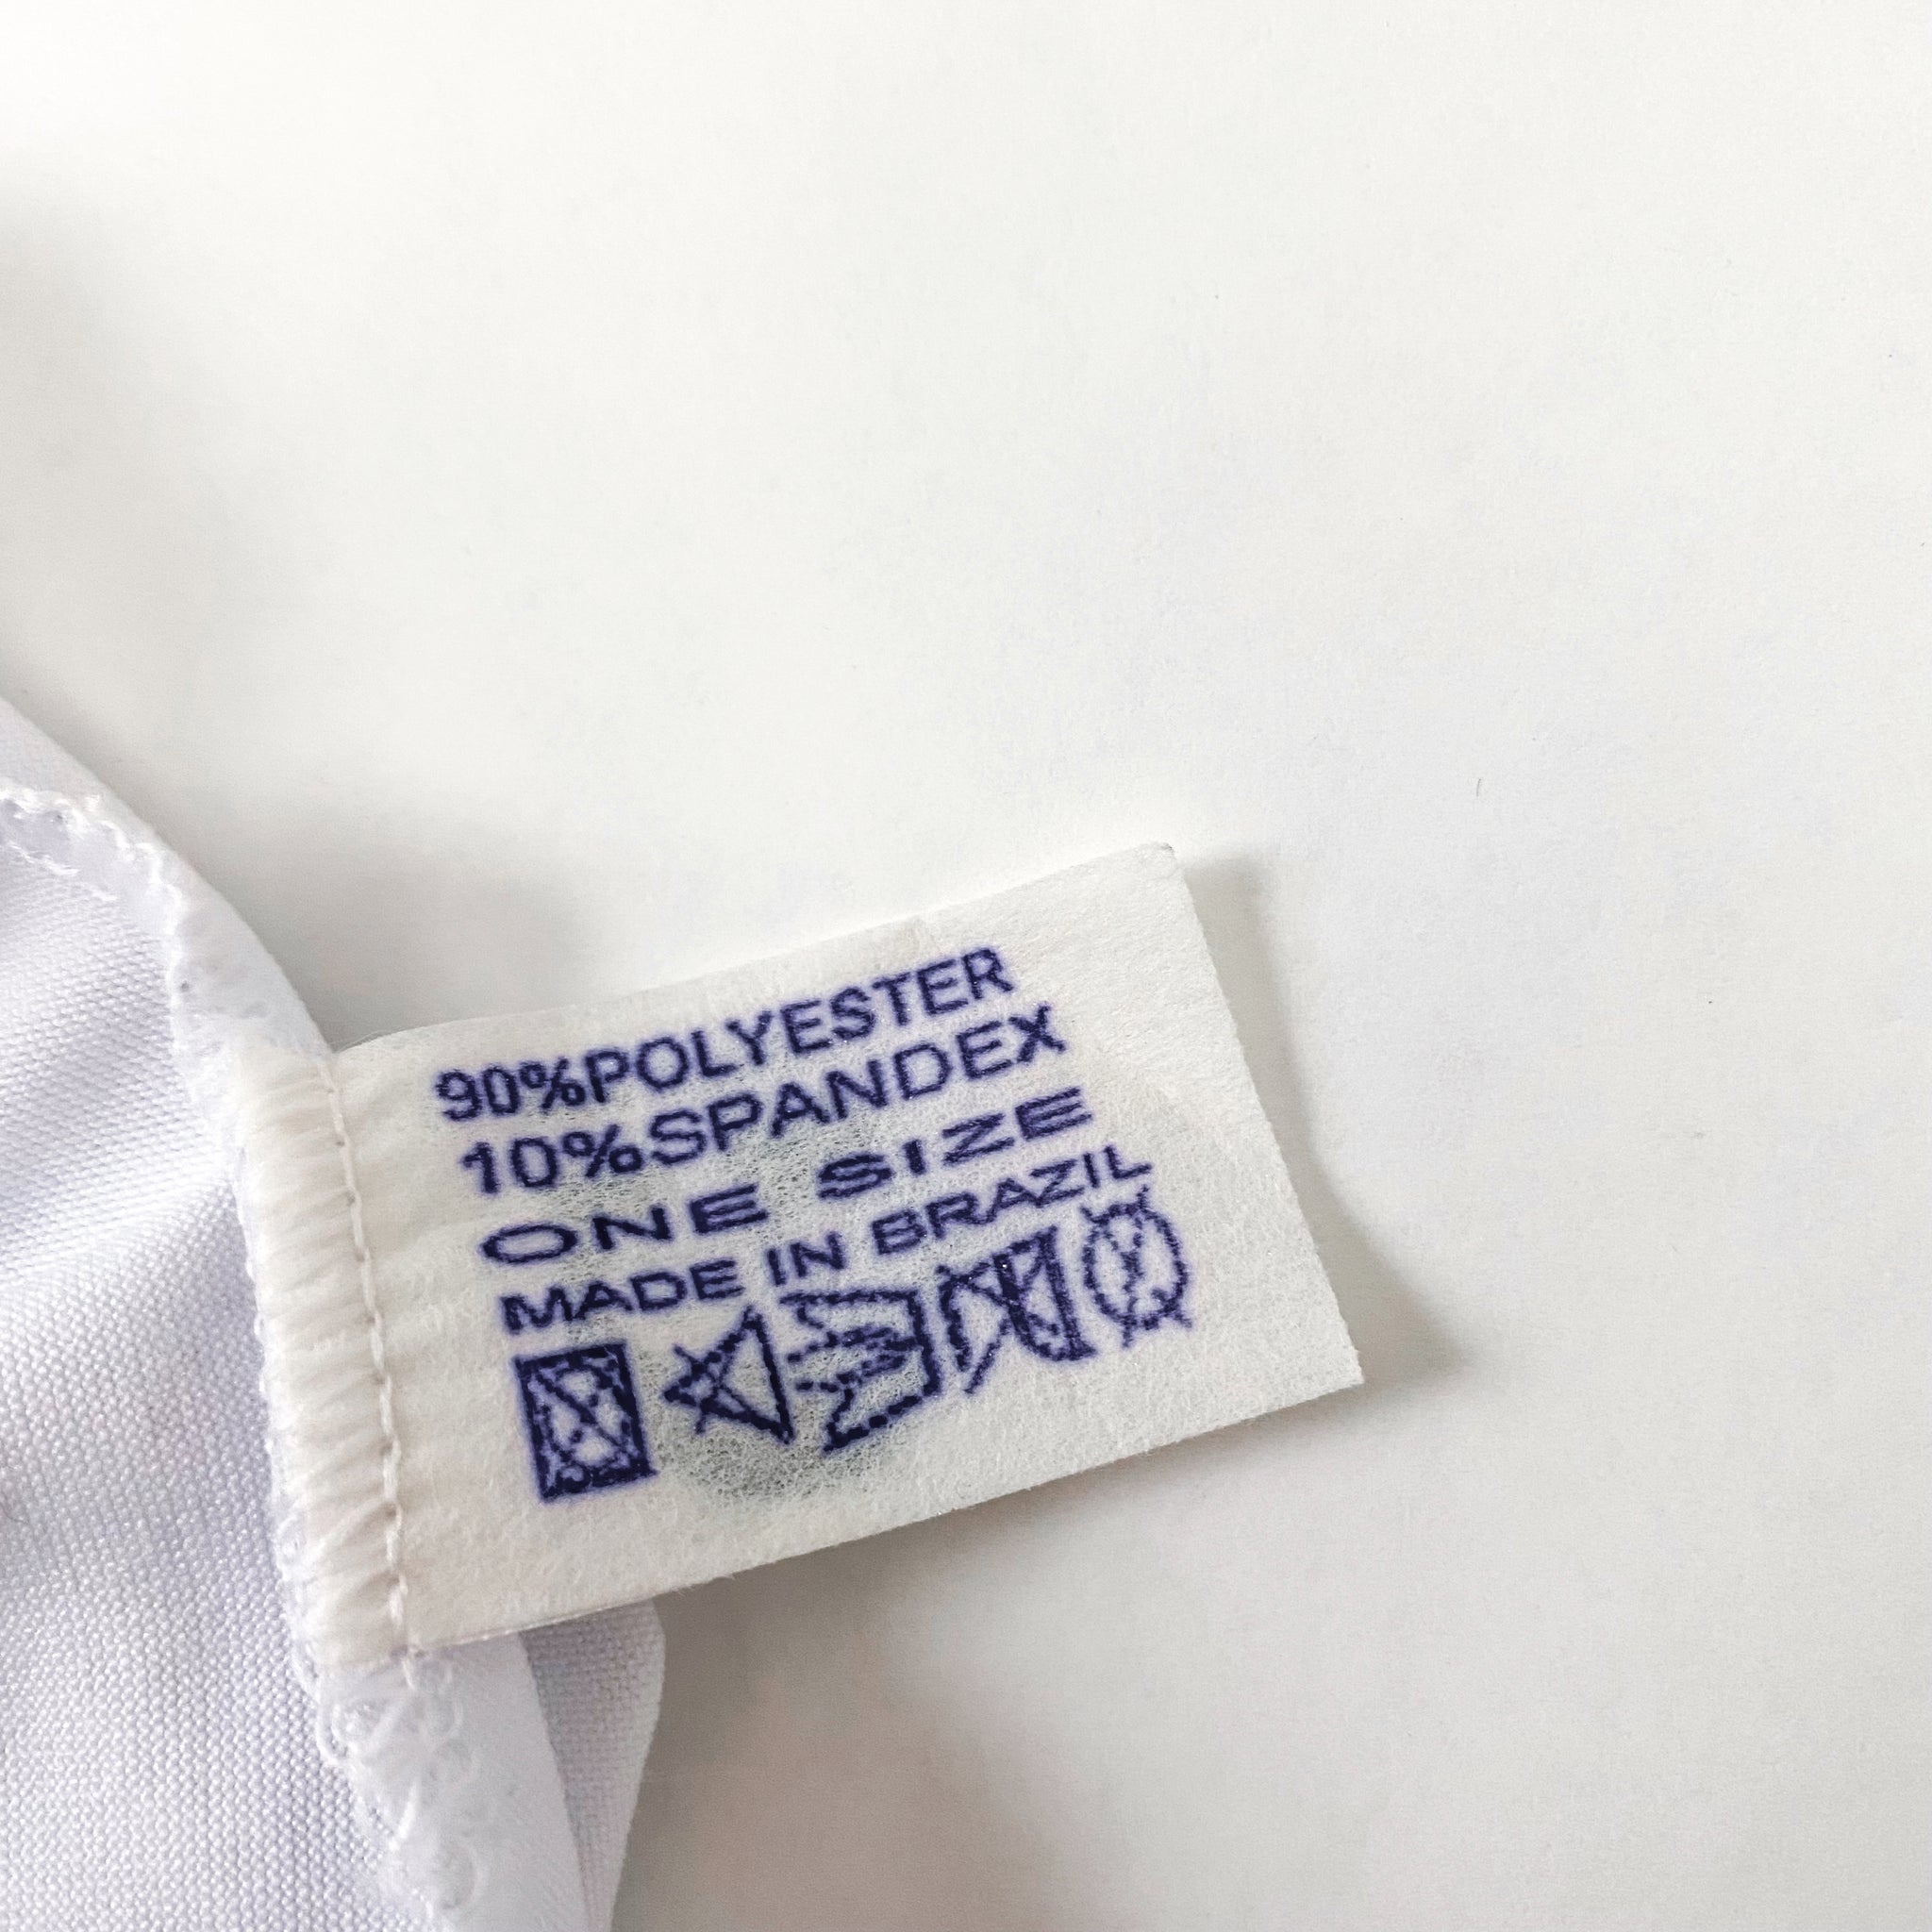 90%POLYESTER
10%SPANDEX
ONE SIZE
MADE IN BRAZIL